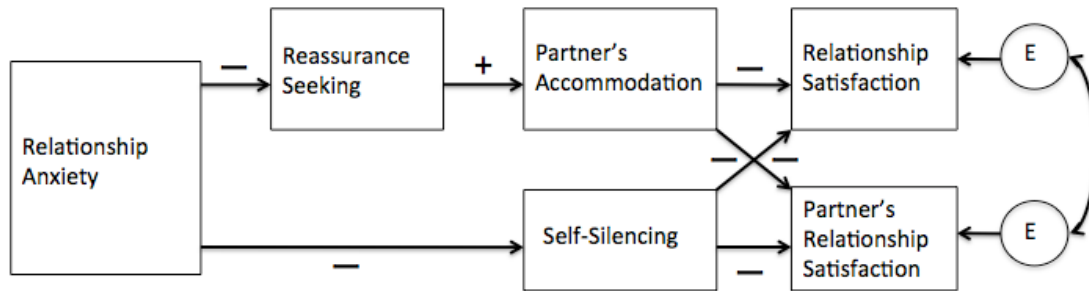 Relationship
Anxiety
—
Reassurance
Seeking
+
Partner's
Accommodation
—
Relationship
Satisfaction
E
—
—
—
Self-Silencing
—
Partner's
Relationship
Satisfaction
E